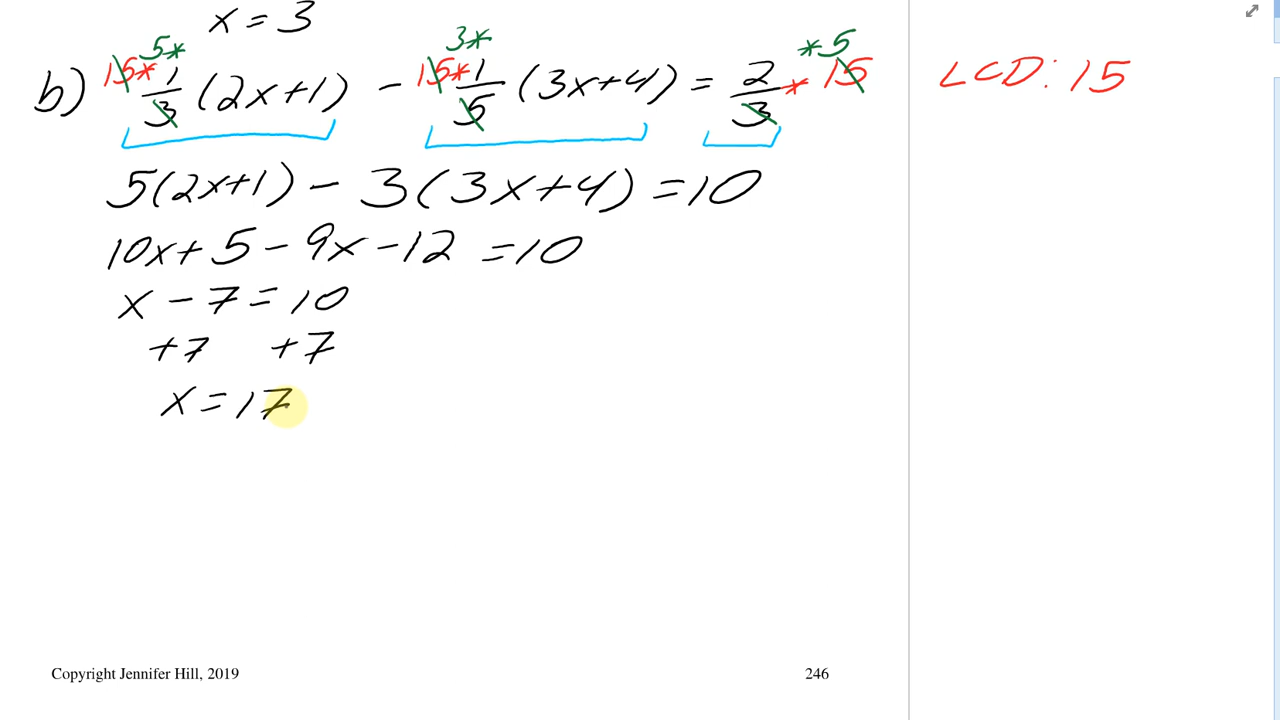 x = 3
5* 3* *5
b) 15* 1/3 (2x+1) - 15* 1/5 (3x+4) = 2/3 * 15 LCD: 15
5(2x+1) - 3(3x+4) = 10
10x + 5 - 9x - 12 = 10
x - 7 = 10
+7 +7
x = 17
Copyright Jennifer Hill, 2019 246